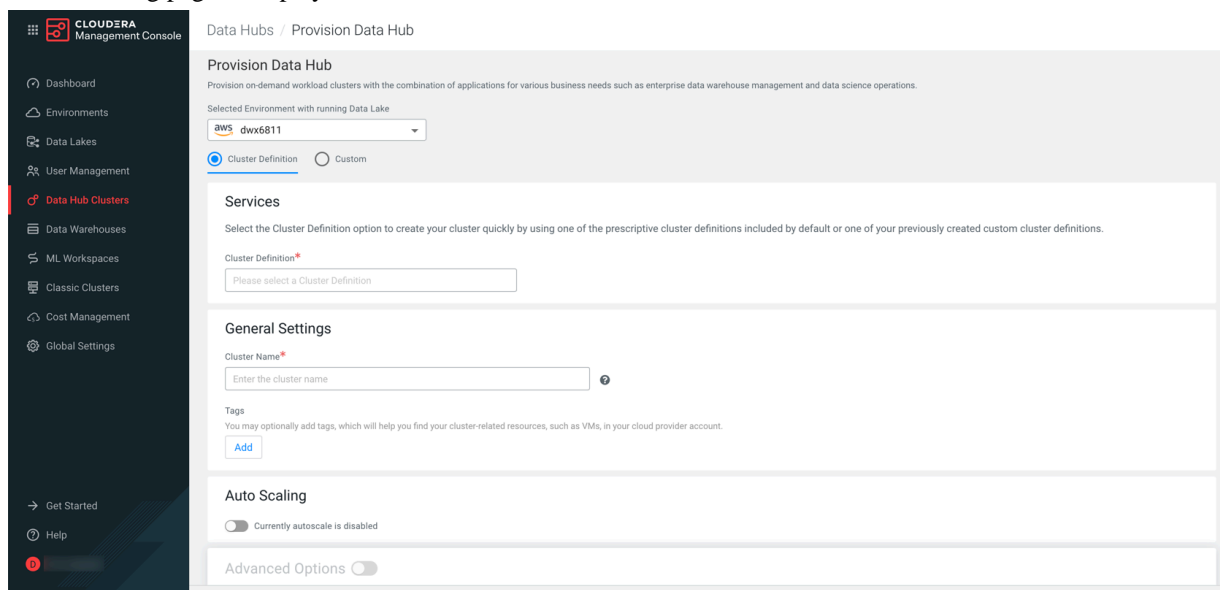 CLOUDERA
Management Console
Data Hubs / Provision Data Hub
Dashboard
Environments
Data Lakes
User Management
Data Hub Clusters
Data Warehouses
ML Workspaces
Classic Clusters
Cost Management
Global Settings
Get Started
Help
D
Provision Data Hub
Provision on-demand workload clusters with the combination of applications for various business needs such as enterprise data warehouse management and data science operations.
Selected Environment with running Data Lake
aws dwx6811
Cluster Definition Custom
Services
Select the Cluster Definition option to create your cluster quickly by using one of the prescriptive cluster definitions included by default or one of your previously created custom cluster definitions.
Cluster Definition*
Please select a Cluster Definition
General Settings
Cluster Name*
Enter the cluster name
Tags
You may optionally add tags, which will help you find your cluster-related resources, such as VMs, in your cloud provider account.
Add
Auto Scaling
Currently autoscale is disabled
Advanced Options